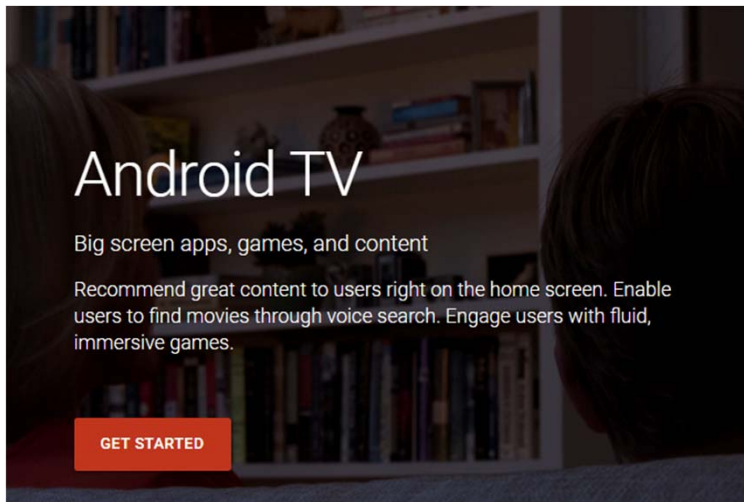 Android TV
Big screen apps, games, and content
Recommend great content to users right on the home screen. Enable
users to find movies through voice search. Engage users with fluid,
immersive games.
GET STARTED